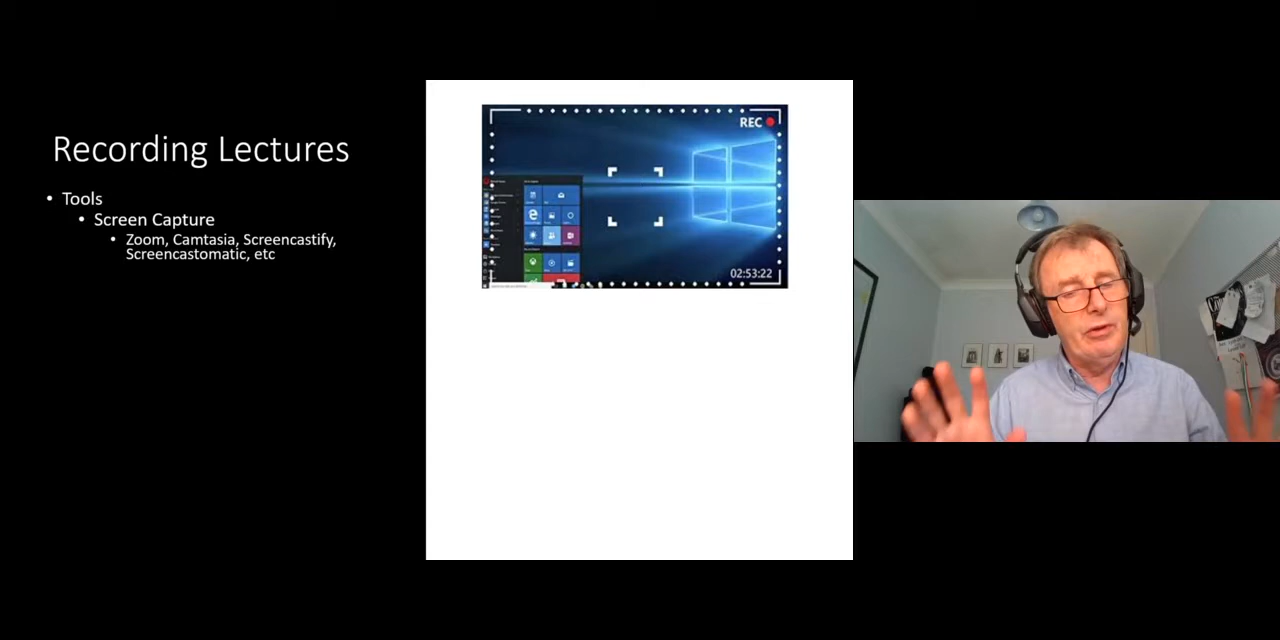 Recording Lectures
• Tools
• Screen Capture
• Zoom, Camtasia, Screencastify,
Screencastomatic, etc
REC
02:53:22